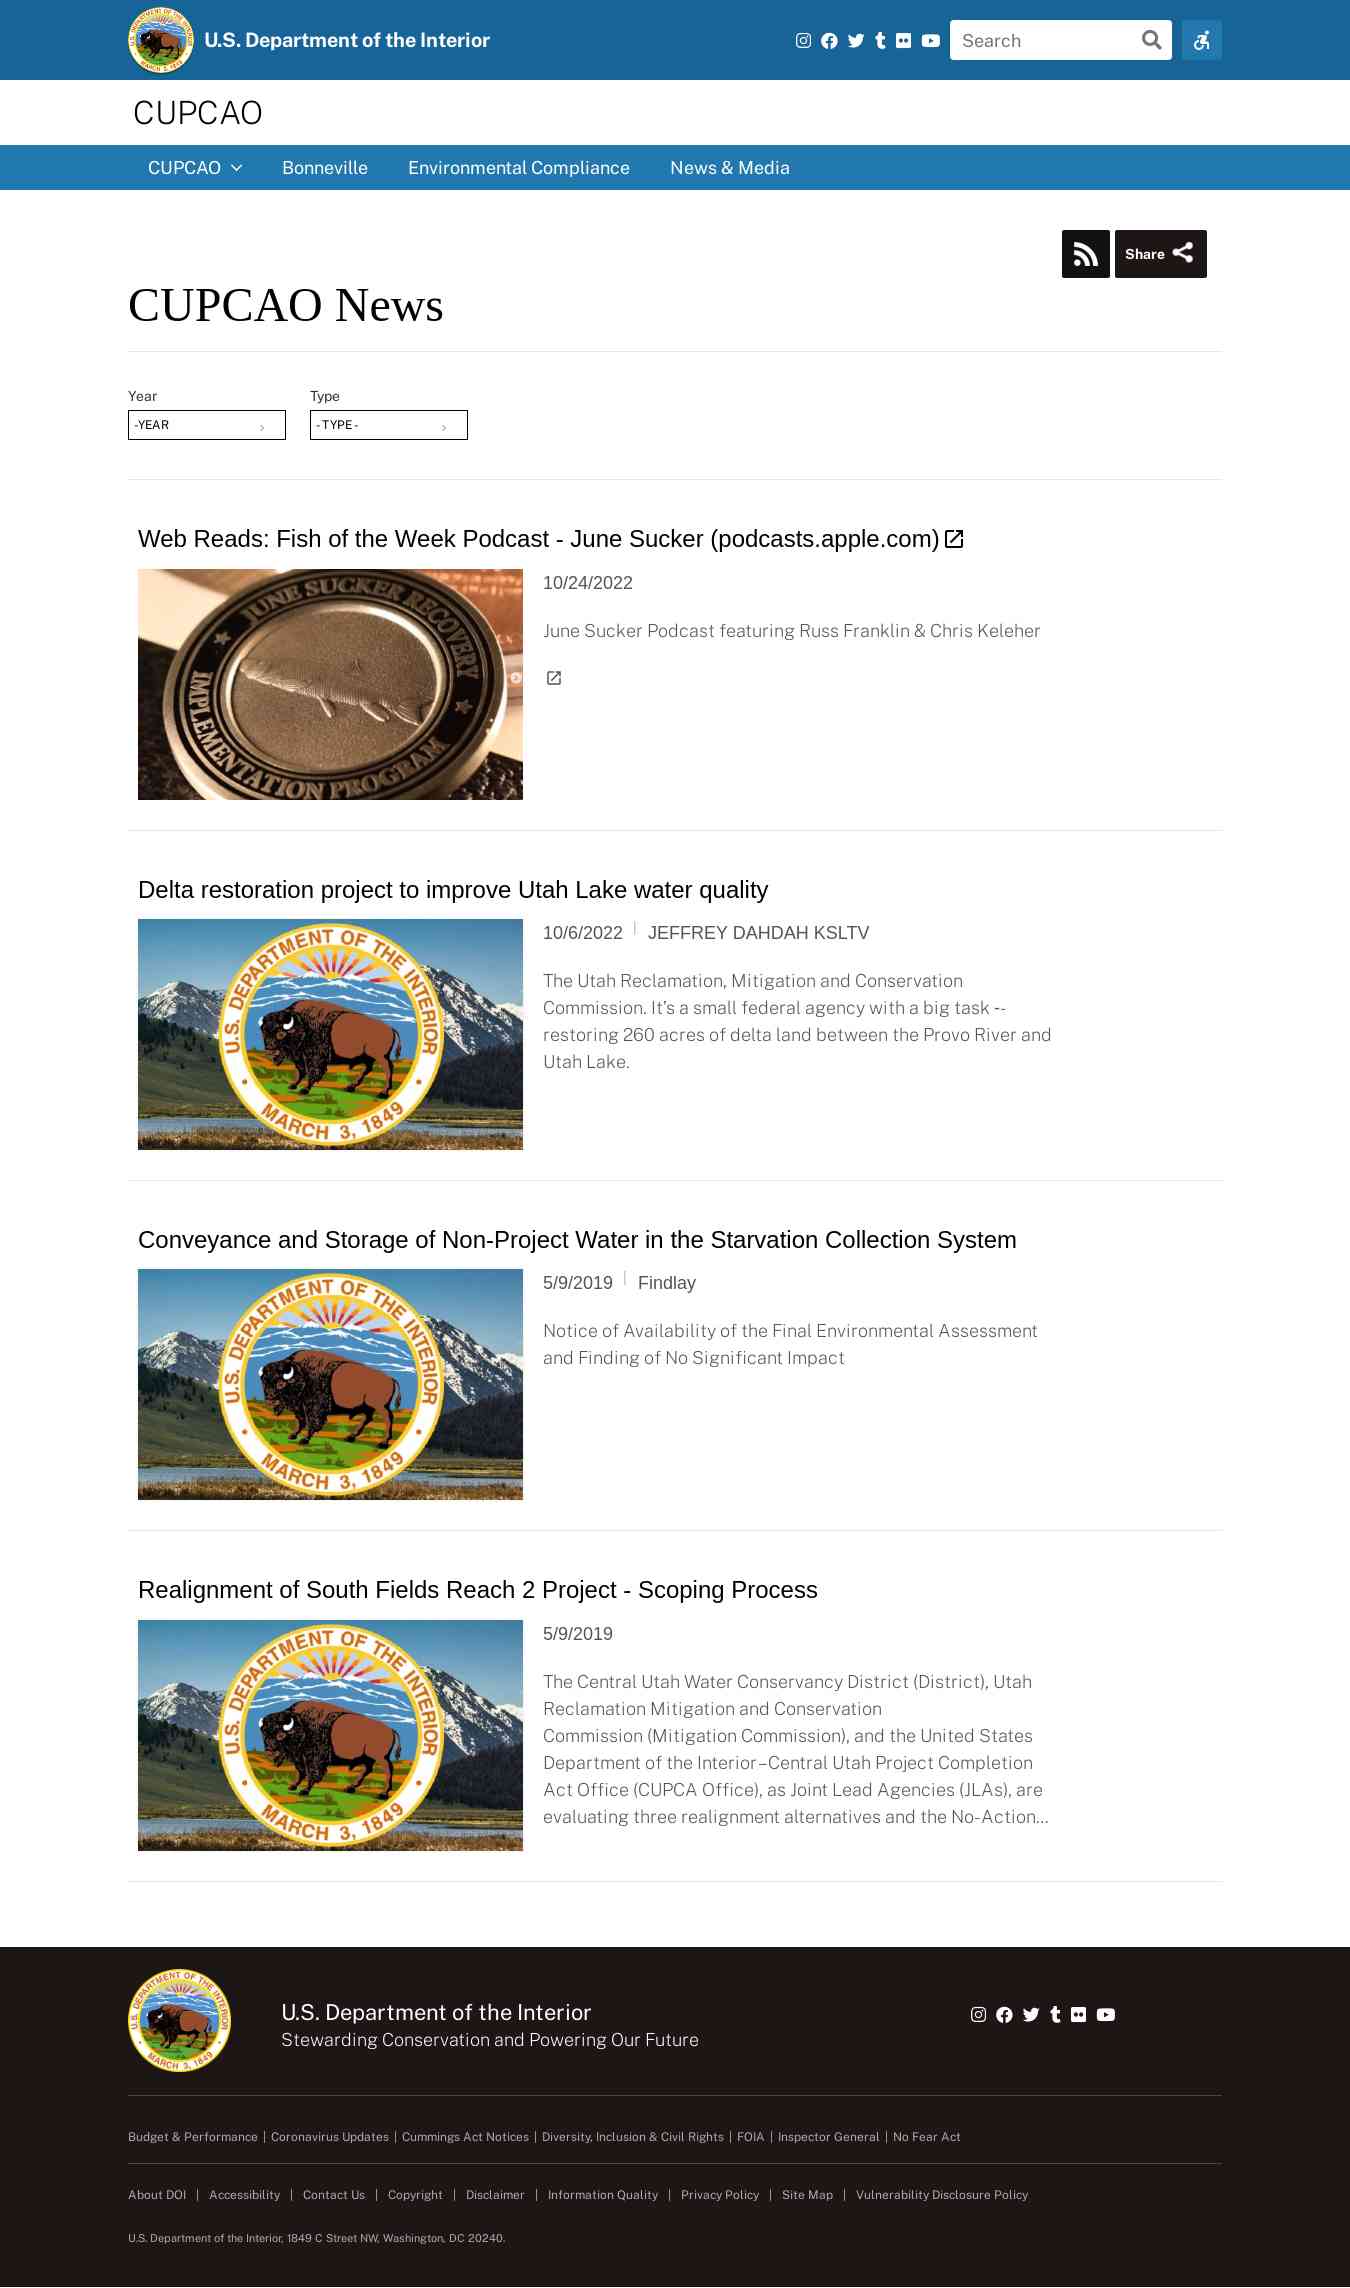 U.S. Department of the Interior
Search
CUPCAO
CUPCAO
Bonneville
Environmental Compliance
News & Media
Share
CUPCAO News
Year
Type
-YEAR
- TYPE -
Web Reads: Fish of the Week Podcast - June Sucker (podcasts.apple.com)
JUNE SUCKER RECOVERY
IMPLEMENTATION PROGRAM
10/24/2022
June Sucker Podcast featuring Russ Franklin & Chris Keleher
Delta restoration project to improve Utah Lake water quality
U.S. DEPARTMENT OF THE INTERIOR
MARCH 3, 1849
10/6/2022
JEFFREY DAHDAH KSLTV
The Utah Reclamation, Mitigation and Conservation
Commission. It’s a small federal agency with a big task --
restoring 260 acres of delta land between the Provo River and
Utah Lake.
Conveyance and Storage of Non-Project Water in the Starvation Collection System
U.S. DEPARTMENT OF THE INTERIOR
MARCH 3, 1849
5/9/2019
Findlay
Notice of Availability of the Final Environmental Assessment
and Finding of No Significant Impact
Realignment of South Fields Reach 2 Project - Scoping Process
U.S. DEPARTMENT OF THE INTERIOR
MARCH 3, 1849
5/9/2019
The Central Utah Water Conservancy District (District), Utah
Reclamation Mitigation and Conservation
Commission (Mitigation Commission), and the United States
Department of the Interior–Central Utah Project Completion
Act Office (CUPCA Office), as Joint Lead Agencies (JLAs), are
evaluating three realignment alternatives and the No-Action...
U.S. DEPARTMENT OF THE INTERIOR
MARCH 3, 1849
U.S. Department of the Interior
Stewarding Conservation and Powering Our Future
Budget & Performance | Coronavirus Updates | Cummings Act Notices | Diversity, Inclusion & Civil Rights | FOIA | Inspector General | No Fear Act
About DOI | Accessibility | Contact Us | Copyright | Disclaimer | Information Quality | Privacy Policy | Site Map | Vulnerability Disclosure Policy
U.S. Department of the Interior, 1849 C Street NW, Washington, DC 20240.